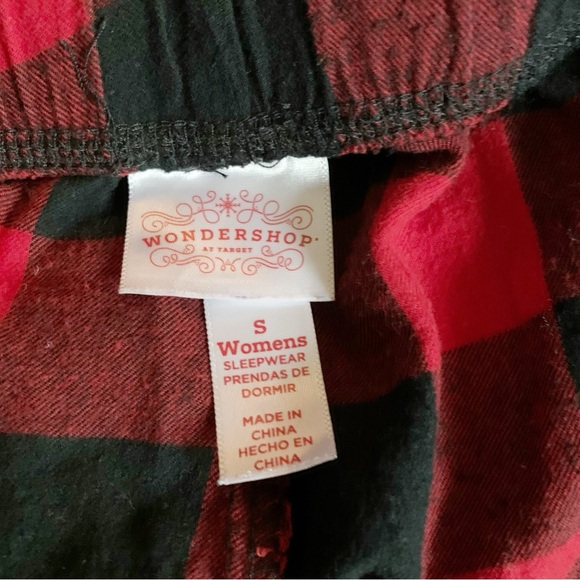 WONDERSHOP
AT TARGET
S
Womens
SLEEPWEAR
PRENDAS DE
DORMIR
MADE IN
CHINA
HECHO EN
CHINA